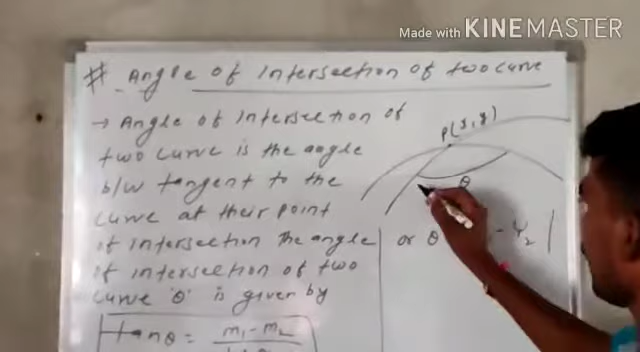 Made with KINEMASTER
# Angle of Intersection of two curve
→ Angle of Intersection of
two curve is the angle
b/w tangent to the
curve at their point
of intersection the angle
of intersection of two
curve 'θ' is given by
tanθ = m₁ - m₂
P(x, y)
θ
or θ - Ψ₂ |